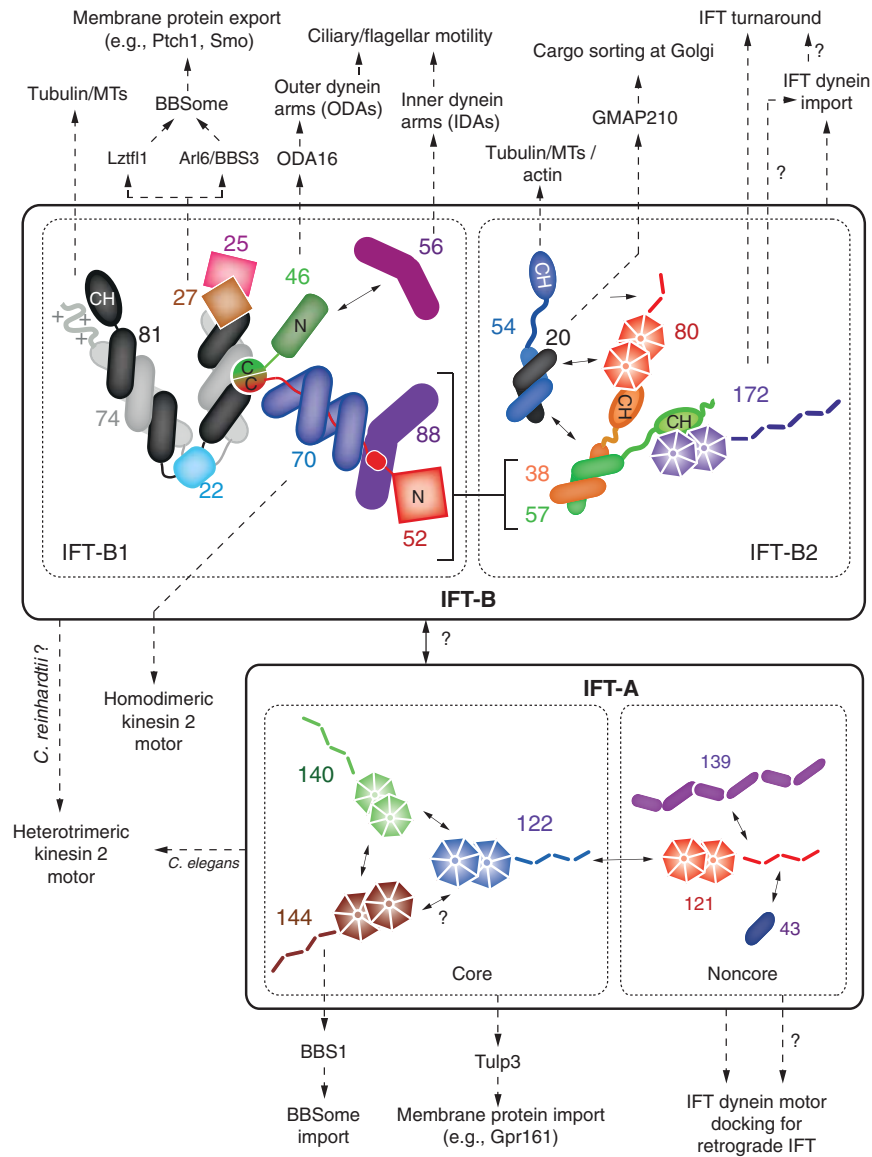 Membrane protein export
(e.g., Ptch1, Smo)
Ciliary/flagellar motility
IFT turnaround
?
Cargo sorting at Golgi
Tubulin/MTs
BBSome
Outer dynein
arms (ODAs)
Inner dynein
arms (IDAs)
IFT dynein
import
GMAP210
Lztfl1
Arl6/BBS3
ODA16
Tubulin/MTs /
actin
?
25
56
46
27
CH
CH
N
+
+
+
81
54
20
80
C
C
172
74
CH
CH
88
70
38
22
N
57
52
IFT-B1
IFT-B2
IFT-B
C. reinhardtii ?
?
IFT-A
Homodimeric
kinesin 2
motor
139
140
122
Heterotrimeric
kinesin 2
motor
C. elegans
121
144
?
43
Core
Noncore
?
BBS1
Tulp3
BBSome
import
Membrane protein import
(e.g., Gpr161)
IFT dynein motor
docking for
retrograde IFT